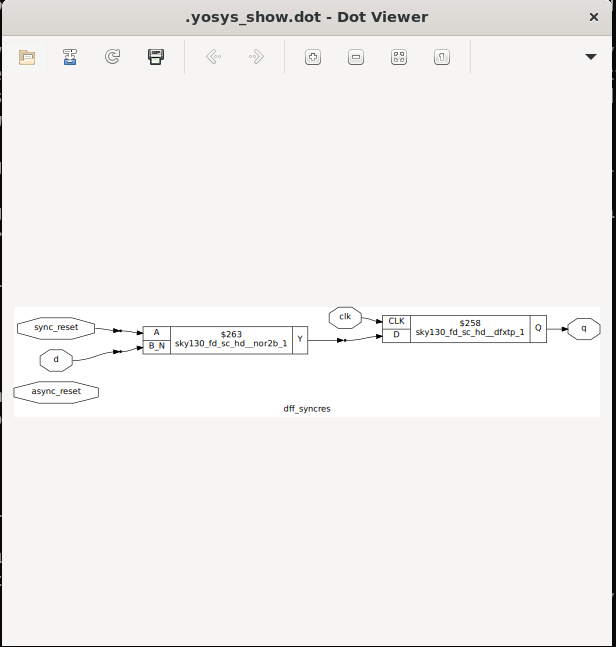 .yosys_show.dot - Dot Viewer
sync_reset
d
async_reset
A
B_N
$263
sky130_fd_sc_hd__nor2b_1
Y
clk
CLK
D
$258
sky130_fd_sc_hd__dfxtp_1
Q
q
dff_syncres